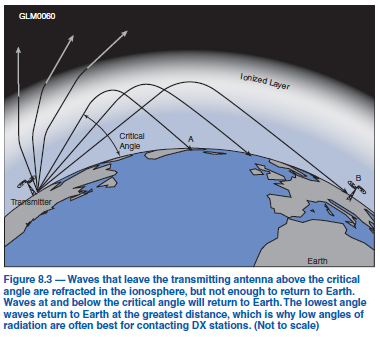 GLM0060
Ionized Layer
Critical
Angle
A
B
Transmitter
Earth
Figure 8.3 — Waves that leave the transmitting antenna above the critical
angle are refracted in the ionosphere, but not enough to return to Earth.
Waves at and below the critical angle will return to Earth. The lowest angle
waves return to Earth at the greatest distance, which is why low angles of
radiation are often best for contacting DX stations. (Not to scale)